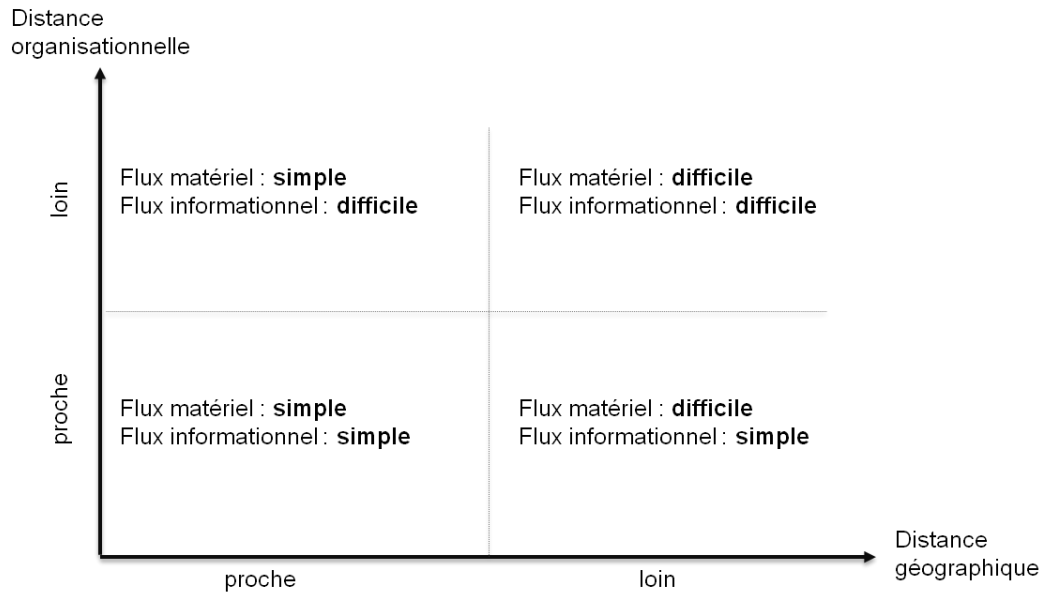 Distance
organisationnelle
loin
Flux matériel : simple
Flux informationnel : difficile
Flux matériel : difficile
Flux informationnel : difficile
proche
Flux matériel : simple
Flux informationnel : simple
Flux matériel : difficile
Flux informationnel : simple
Distance
géographique
proche
loin